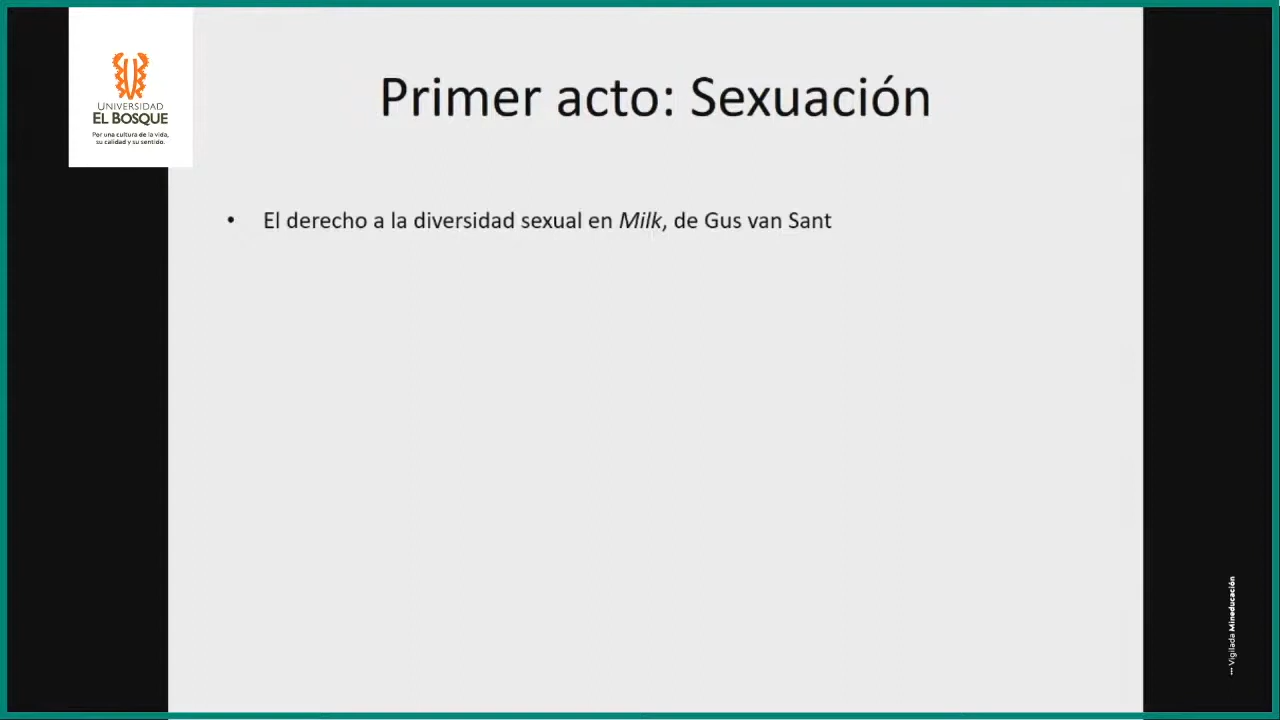 UNIVERSIDAD
EL BOSQUE
Por una cultura de la vida,
su calidad y su sentido.
Primer acto: Sexuación
• El derecho a la diversidad sexual en Milk, de Gus van Sant
Vigilada Mineducación